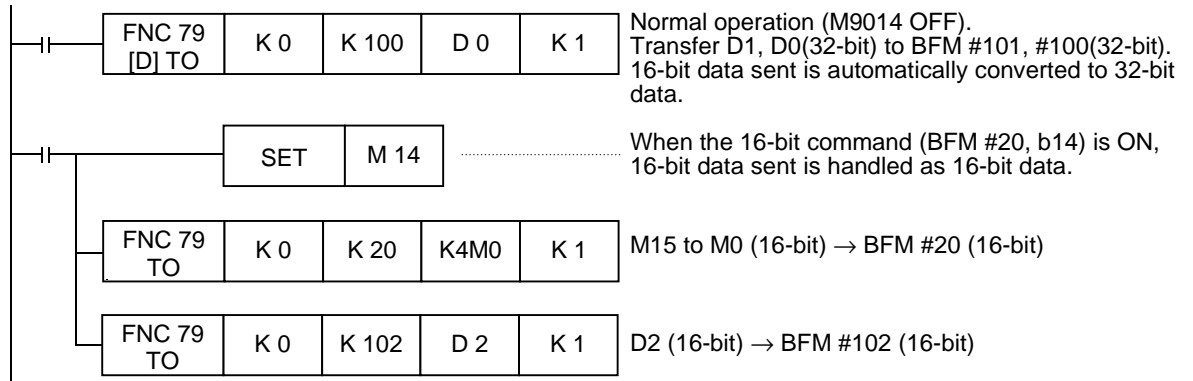 FNC 79
[D] TO
K 0
K 100
D 0
K 1
Normal operation (M9014 OFF).
Transfer D1, D0(32-bit) to BFM #101, #100(32-bit).
16-bit data sent is automatically converted to 32-bit
data.
SET
M 14
When the 16-bit command (BFM #20, b14) is ON,
16-bit data sent is handled as 16-bit data.
FNC 79
TO
K 0
K 20
K4M0
K 1
M15 to M0 (16-bit) → BFM #20 (16-bit)
FNC 79
TO
K 0
K 102
D 2
K 1
D2 (16-bit) → BFM #102 (16-bit)